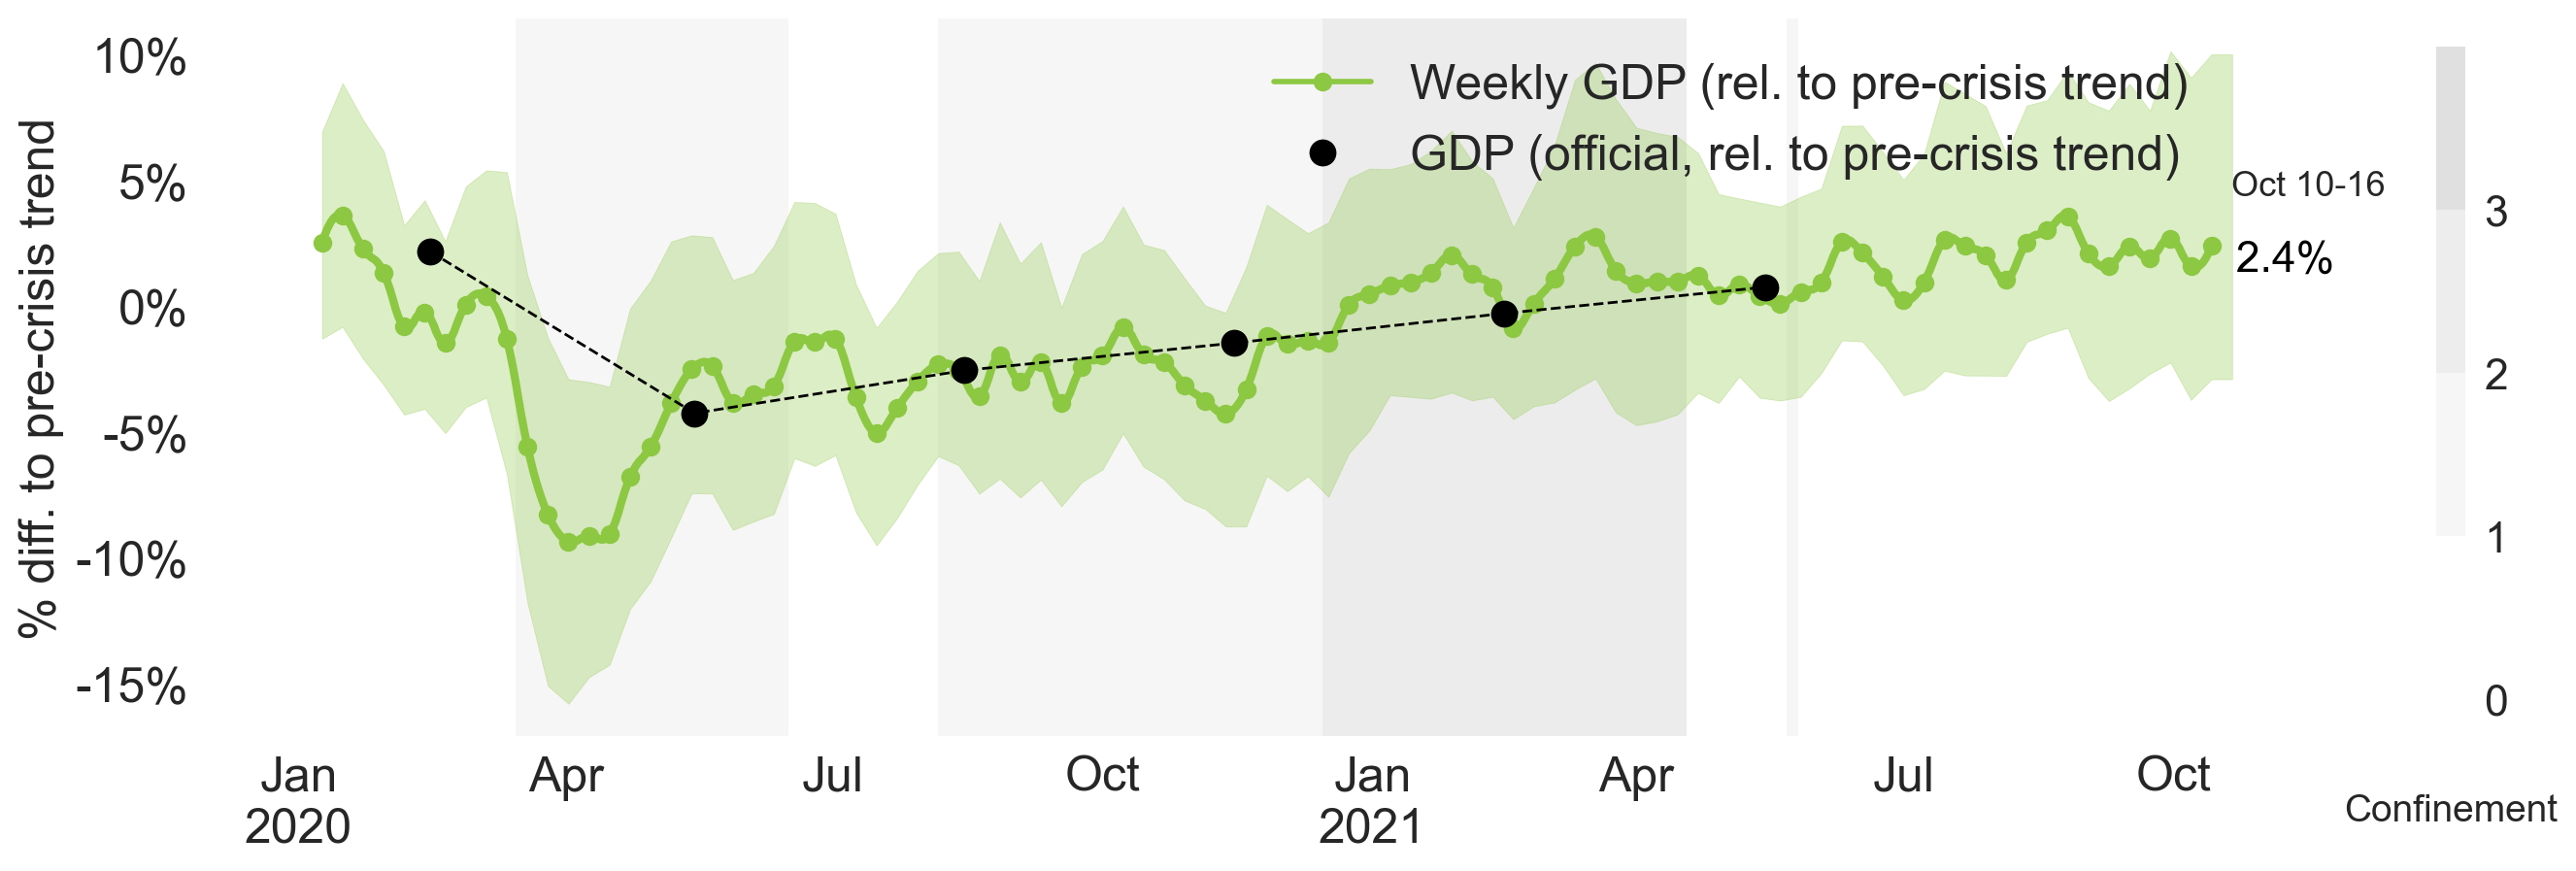 % diff. to pre-crisis trend
10%
5%
0%
-5%
-10%
-15%
Weekly GDP (rel. to pre-crisis trend)
GDP (official, rel. to pre-crisis trend)
Oct 10-16
2.4%
3
2
1
0
Jan Apr Jul Oct Jan Apr Jul Oct
2020 2021
Confinement